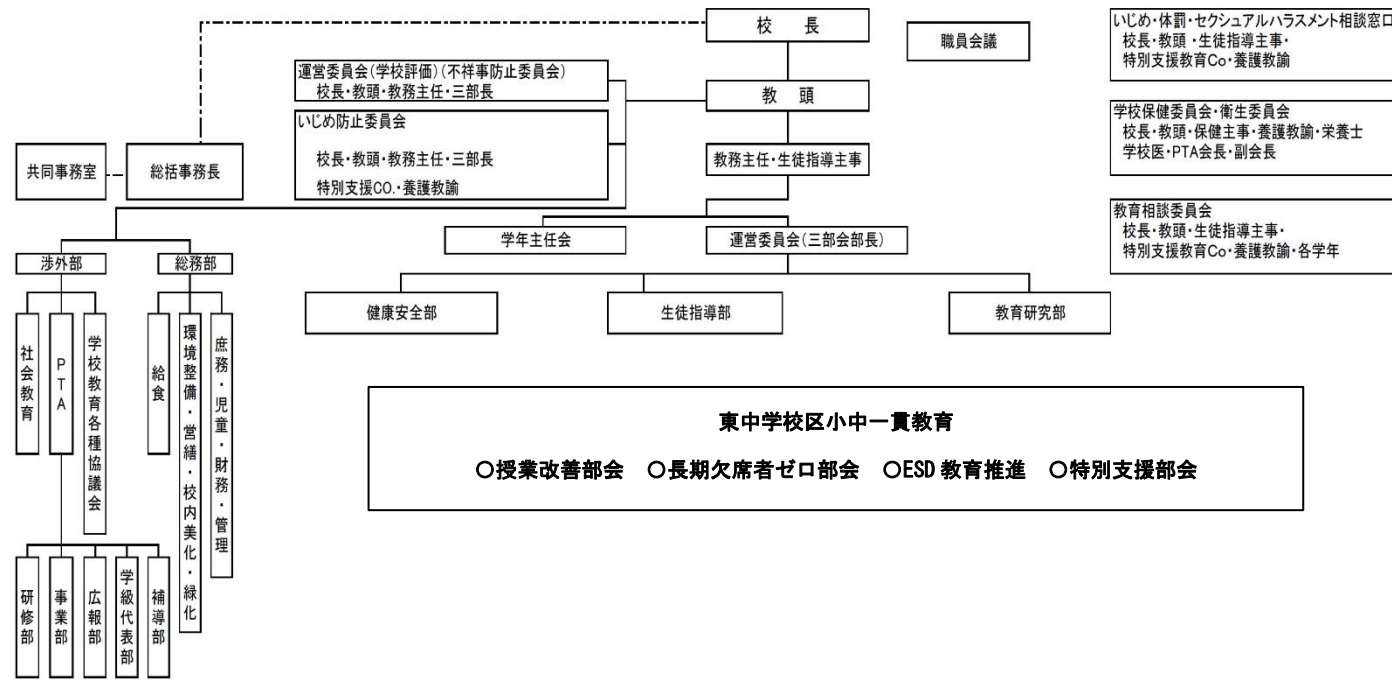 校　長
職員会議
いじめ・体罰・セクシュアルハラスメント相談窓口
校長・教頭・生徒指導主事・
特別支援教育Co・養護教諭
運営委員会（学校評価）（不祥事防止委員会）
校長・教頭・教務主任・三部長
教　頭
いじめ防止委員会
校長・教頭・教務主任・三部長
特別支援CO.・養護教諭
学校保健委員会・衛生委員会
校長・教頭・保健主事・養護教諭・栄養士
学校医・PTA会長・副会長
共同事務室
総括事務長
教務主任・生徒指導主事
教育相談委員会
校長・教頭・生徒指導主事・
特別支援教育Co・養護教諭・各学年
学年主任会
運営委員会（三部会部長）
渉外部
総務部
健康安全部
生徒指導部
教育研究部
社会教育
PTA
学校教育各種協議会
給食
環境整備・営繕・校内美化・緑化
庶務・児童・財務・管理
東中学校区小中一貫教育
○授業改善部会　○長期欠席者ゼロ部会　○ESD教育推進　○特別支援部会
研修部
事業部
広報部
学級代表部
補導部